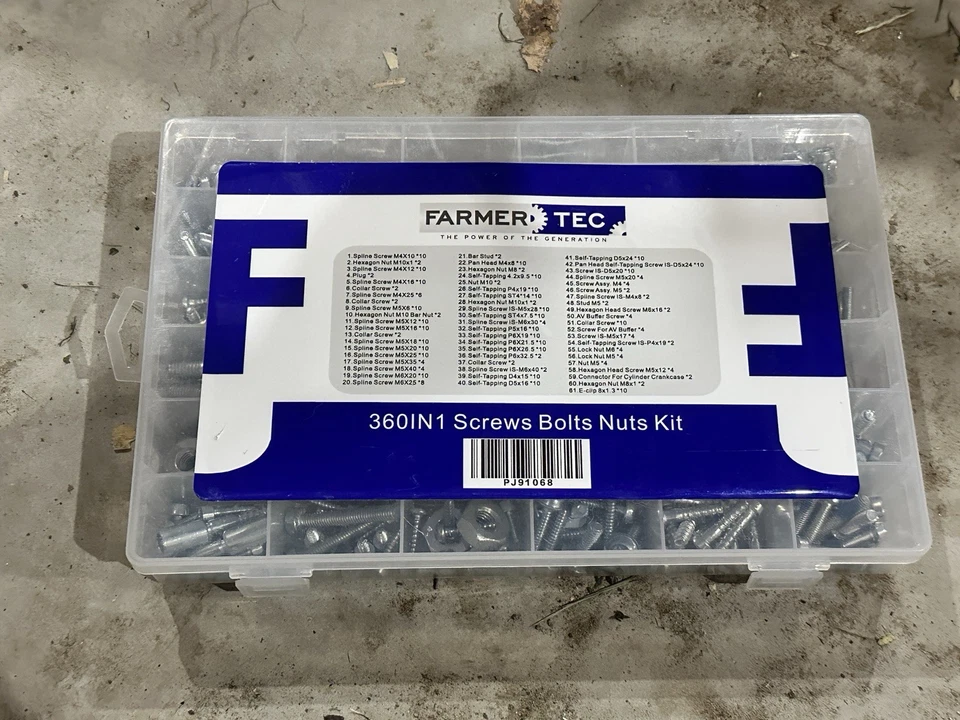 FARMER TEC
THE POWER OF THE GENERATION
1.Spline Screw M4X10 *10
2.Hexagon Nut M10x1 *2
3.Spline Screw M4X12 *10
4.Plug *2
5.Spline Screw M4X16 *10
6.Collar Screw *2
7.Spline Screw M4X25 *6
8.Collar Screw *2
9.Spline Screw M5X6 *10
10.Hexagon Nut M10 Bar Nut *2
11.Spline Screw M5X12 *10
12.Spline Screw M5X16 *10
13.Collar Screw *2
14.Spline Screw M5X18 *10
15.Spline Screw M5X20 *10
16.Spline Screw M5X25 *10
17.Spline Screw M5X35 *4
18.Spline Screw M5X40 *4
19.Spline Screw M6X20 *10
20.Spline Screw M6X25 *8
21.Bar Stud *2
22.Pan Head M4x8 *10
23.Hexagon Nut M8 *2
24.Self-Tapping 4.2x9.5 *10
25.Nut M10 *2
26.Self-Tapping P4x19 *10
27.Self-Tapping ST4*14 *10
28.Hexagon Nut M10x1 *2
29.Spline Screw IS-M5x28 *10
30.Self-Tapping ST4x7.5 *10
31.Spline Screw IS-M6x30 *4
32.Self-Tapping P5x16 *10
33.Self-Tapping P6X19 *10
34.Self-Tapping P6X21.5 *10
35.Self-Tapping P6X26.5 *10
36.Self-Tapping P6x32.5 *2
37.Collar Screw *2
38.Spline Screw IS-M6x40 *2
39.Self-Tapping D4x15 *10
40.Self-Tapping D5x16 *10
41.Self-Tapping D5x24 *10
42.Pan Head Self-Tapping Screw IS-D5x24 *10
43.Screw IS-D5x20 *10
44.Spline Screw M5x20 *4
45.Screw Assy. M4 *4
46.Screw Assy. M5 *2
47.Spline Screw IS-M4x8 *2
48.Stud M5 *2
49.Hexagon Head Screw M6x16 *2
50.AV Buffer Screw *4
51.Collar Screw *10
52.Screw For AV Buffer *4
53.Screw IS-M5x17 *4
54.Self-Tapping Screw IS-P4x19 *2
55.Lock Nut M6 *4
56.Lock Nut M5 *4
57.Nut M5 *4
58.Hexagon Head Screw M5x12 *4
59.Connector For Cylinder Crankcase *2
60.Hexagon Nut M8x1 *2
61.E-clip 8x1.3 *10
360IN1 Screws Bolts Nuts Kit
PJ91068